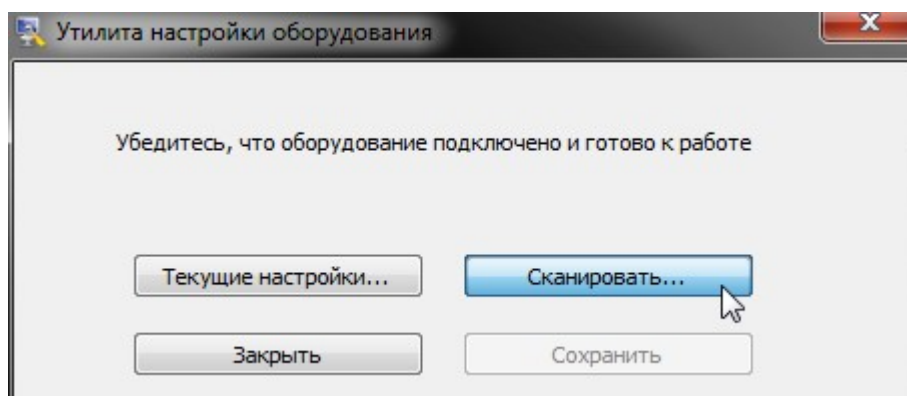 Утилита настройки оборудования
Убедитесь, что оборудование подключено и готово к работе
Текущие настройки... Сканировать...
Закрыть Сохранить